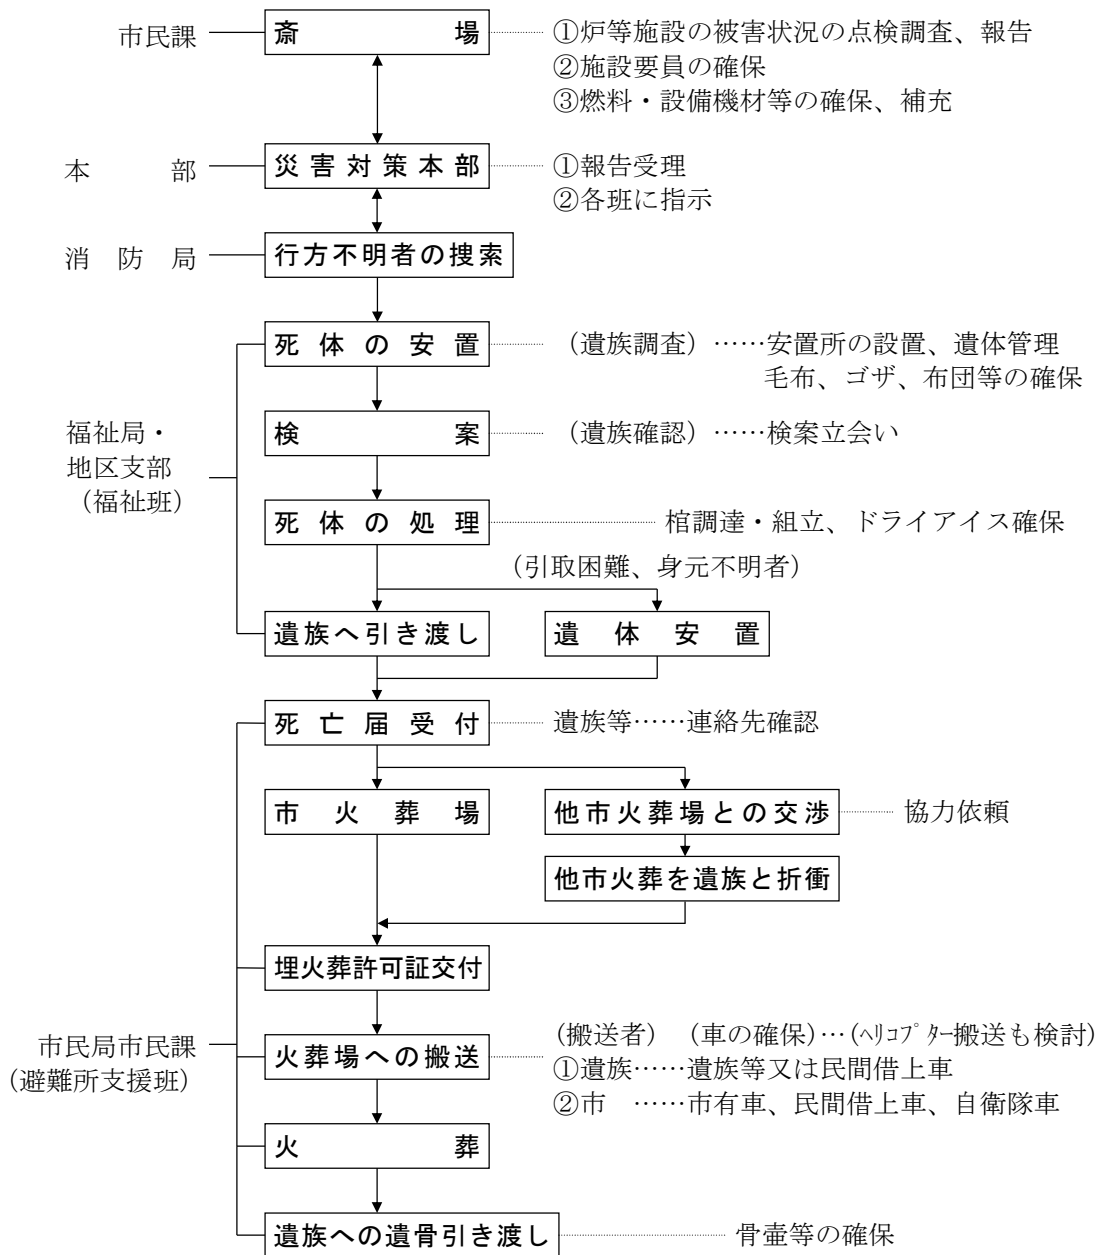 市民課 斎場 ①炉等施設の被害状況の点検調査、報告
②施設要員の確保
③燃料・設備機材等の確保、補充
本部 災害対策本部 ①報告受理
②各班に指示
消防局 行方不明者の捜索
死体の安置 (遺族調査)……安置所の設置、遺体管理
毛布、ゴザ、布団等の確保
福祉局・
地区支部
(福祉班)
検案 (遺族確認)……検案立会い
死体の処理 棺調達・組立、ドライアイス確保
(引取困難、身元不明者)
遺族へ引き渡し 遺体安置
死亡届受付 遺族等……連絡先確認
市火葬場 他市火葬場との交渉 協力依頼
他市火葬を遺族と折衝
埋火葬許可証交付
市民局市民課
(避難所支援班)
火葬場への搬送 (搬送者) (車の確保)…(ﾍﾘｺﾌﾟﾀｰ搬送も検討)
①遺族……遺族等又は民間借上車
②市 ……市有車、民間借上車、自衛隊車
火葬
遺族への遺骨引き渡し 骨壷等の確保